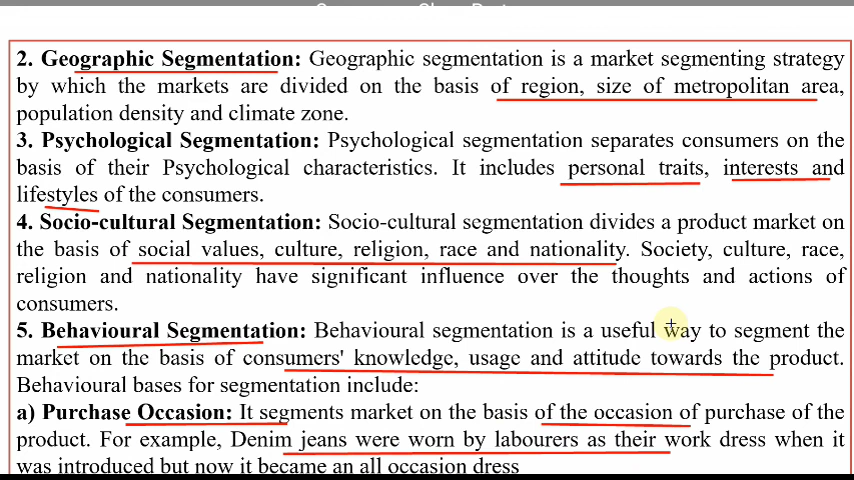 2. Geographic Segmentation: Geographic segmentation is a market segmenting strategy
by which the markets are divided on the basis of region, size of metropolitan area,
population density and climate zone.
3. Psychological Segmentation: Psychological segmentation separates consumers on the
basis of their Psychological characteristics. It includes personal traits, interests and
lifestyles of the consumers.
4. Socio-cultural Segmentation: Socio-cultural segmentation divides a product market on
the basis of social values, culture, religion, race and nationality. Society, culture, race,
religion and nationality have significant influence over the thoughts and actions of
consumers.
5. Behavioural Segmentation: Behavioural segmentation is a useful way to segment the
market on the basis of consumers' knowledge, usage and attitude towards the product.
Behavioural bases for segmentation include:
a) Purchase Occasion: It segments market on the basis of the occasion of purchase of the
product. For example, Denim jeans were worn by labourers as their work dress when it
was introduced but now it became an all occasion dress